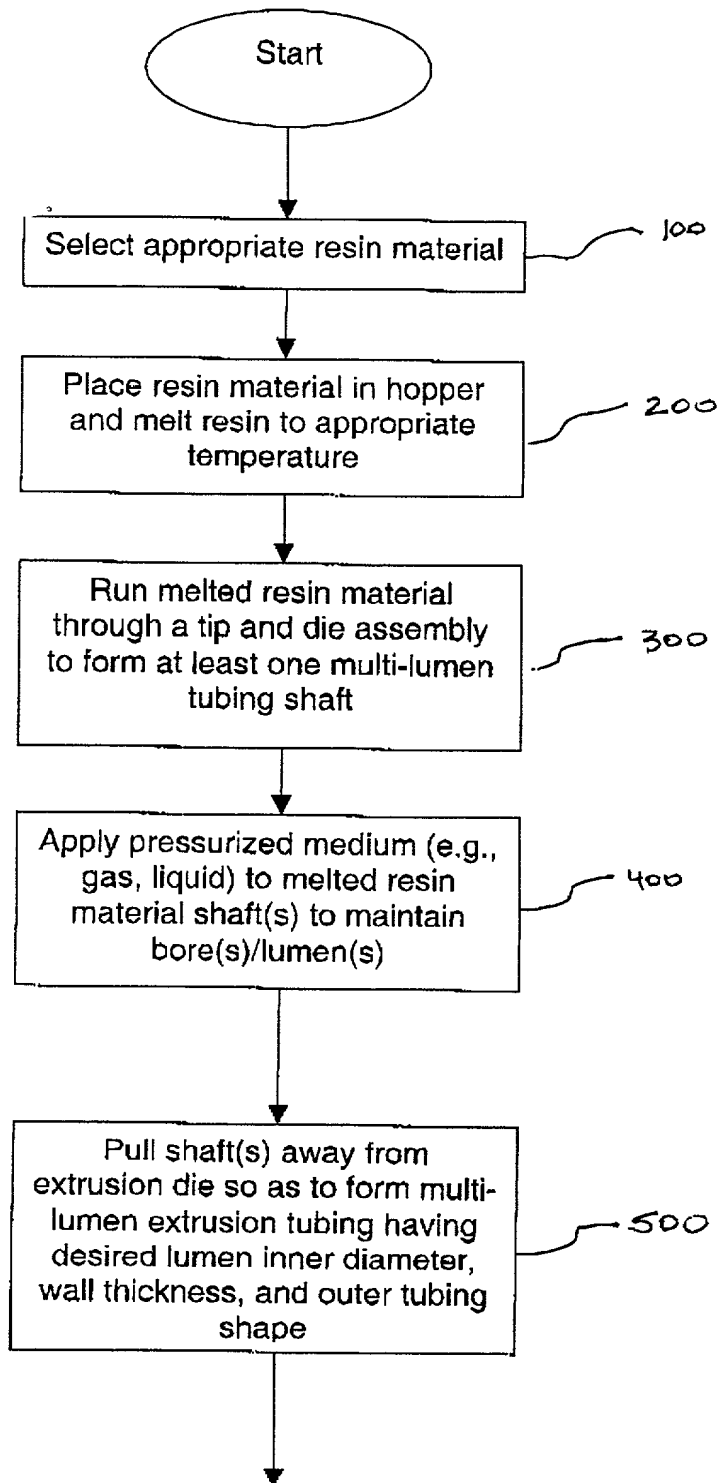 Start
Select appropriate resin material
100
Place resin material in hopper
and melt resin to appropriate
temperature
200
Run melted resin material
through a tip and die assembly
to form at least one multi-lumen
tubing shaft
300
Apply pressurized medium (e.g.,
gas, liquid) to melted resin
material shaft(s) to maintain
bore(s)/lumen(s)
400
Pull shaft(s) away from
extrusion die so as to form multi-
lumen extrusion tubing having
desired lumen inner diameter,
wall thickness, and outer tubing
shape
500